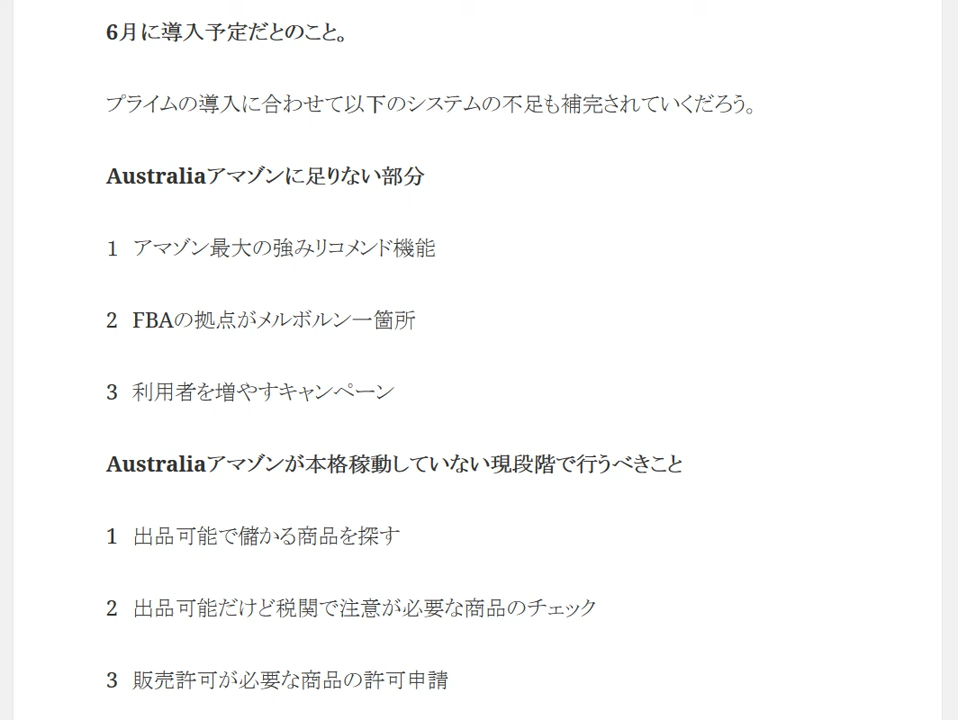 6月に導入予定だとのこと。
プライムの導入に合わせて以下のシステムの不足も補完されていくだろう。
Australiaアマゾンに足りない部分
1 アマゾン最大の強みリコメンド機能
2 FBAの拠点がメルボルン一箇所
3 利用者を増やすキャンペーン
Australiaアマゾンが本格稼動していない現段階で行うべきこと
1 出品可能で儲かる商品を探す
2 出品可能だけど税関で注意が必要な商品のチェック
3 販売許可が必要な商品の許可申請